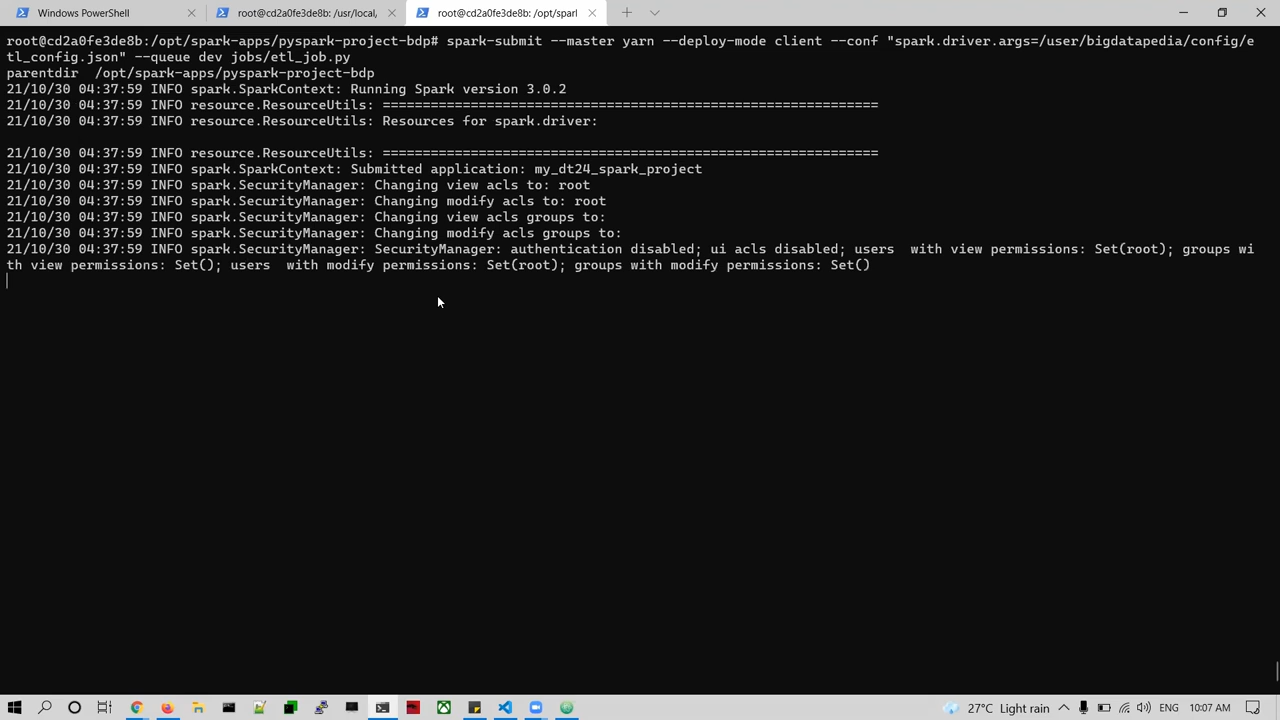 Windows PowerShell
root@cd2a0fe3de8b: /usr/local,
root@cd2a0fe3de8b: /opt/sparl
root@cd2a0fe3de8b:/opt/spark-apps/pyspark-project-bdp# spark-submit --master yarn --deploy-mode client --conf "spark.driver.args=/user/bigdatapedia/config/e
tl_config.json" --queue dev jobs/etl_job.py
parentdir  /opt/spark-apps/pyspark-project-bdp
21/10/30 04:37:59 INFO spark.SparkContext: Running Spark version 3.0.2
21/10/30 04:37:59 INFO resource.ResourceUtils: ==============================================================
21/10/30 04:37:59 INFO resource.ResourceUtils: Resources for spark.driver:
21/10/30 04:37:59 INFO resource.ResourceUtils: ==============================================================
21/10/30 04:37:59 INFO spark.SparkContext: Submitted application: my_dt24_spark_project
21/10/30 04:37:59 INFO spark.SecurityManager: Changing view acls to: root
21/10/30 04:37:59 INFO spark.SecurityManager: Changing modify acls to: root
21/10/30 04:37:59 INFO spark.SecurityManager: Changing view acls groups to:
21/10/30 04:37:59 INFO spark.SecurityManager: Changing modify acls groups to:
21/10/30 04:37:59 INFO spark.SecurityManager: SecurityManager: authentication disabled; ui acls disabled; users  with view permissions: Set(root); groups wi
th view permissions: Set(); users  with modify permissions: Set(root); groups with modify permissions: Set()
27°C Light rain
ENG
10:07 AM